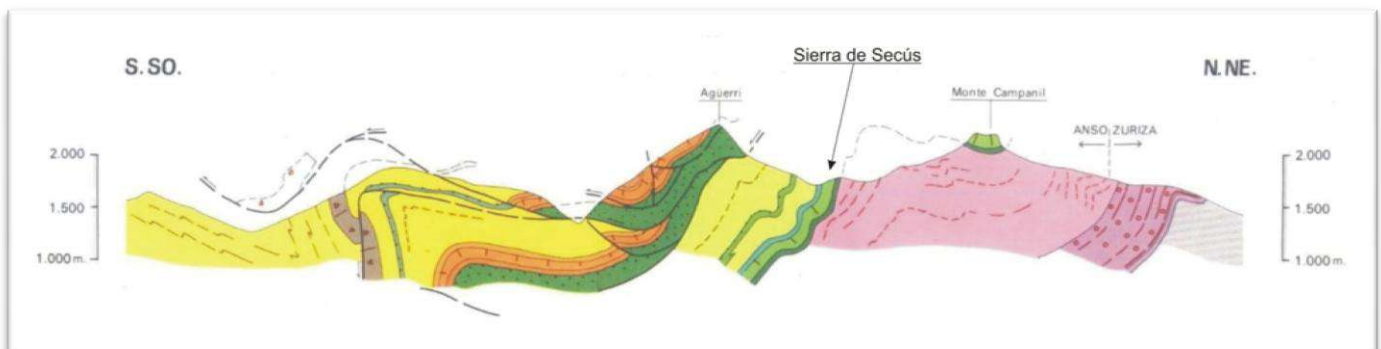 Sierra de Secús
S. SO.
N. NE.
Agüerri
Monte Campanil
ANSO ZURIZA
2.000
2.000
1.500
1.500
1.000 m.
1.000 m.